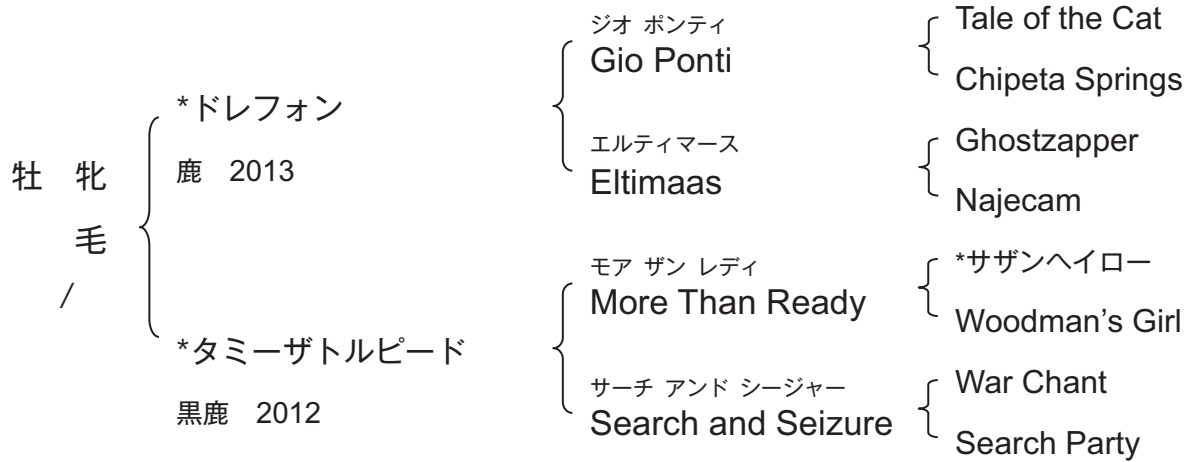 牡 牝
毛
/
*ドレフォン
鹿 2013
*タミーザトルピード
黒鹿 2012
ジオ ポンティ
Gio Ponti
エルティマース
Eltimaas
モア ザン レディ
More Than Ready
サーチ アンド シージャー
Search and Seizure
Tale of the Cat
Chipeta Springs
Ghostzapper
Najecam
*サザンヘイロー
Woodman’s Girl
War Chant
Search Party